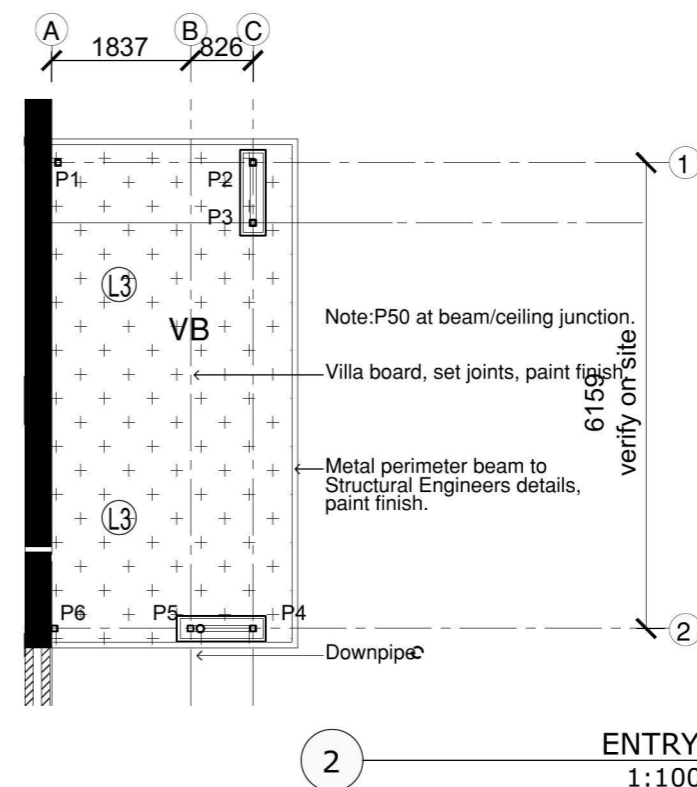 A
B
C
1837
826
1
P1
P2
P3
L3
VB
Note:P50 at beam/ceiling junction.
Villa board, set joints, paint finish
6159
verify on site
Metal perimeter beam to
Structural Engineers details,
paint finish.
L3
P6
P5
P4
2
Downpipe
2
ENTRY
1:100